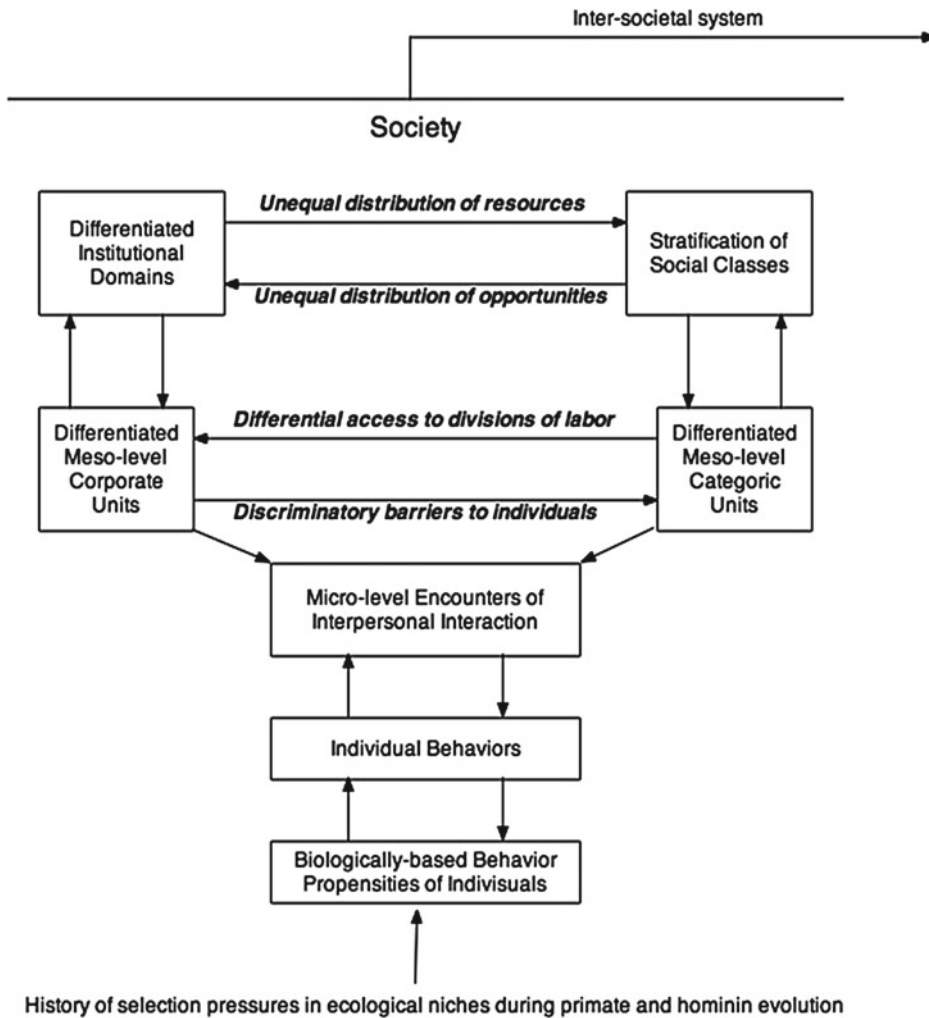 Inter-societal system
Society
Unequal distribution of resources
Differentiated
Institutional
Domains
Stratification of
Social Classes
Unequal distribution of opportunities
Differential access to divisions of labor
Differentiated
Meso-level
Corporate
Units
Differentiated
Meso-level
Categoric
Units
Discriminatory barriers to individuals
Micro-level Encounters of
Interpersonal Interaction
Individual Behaviors
Biologically-based Behavior
Propensities of Indivisuals
History of selection pressures in ecological niches during primate and hominin evolution